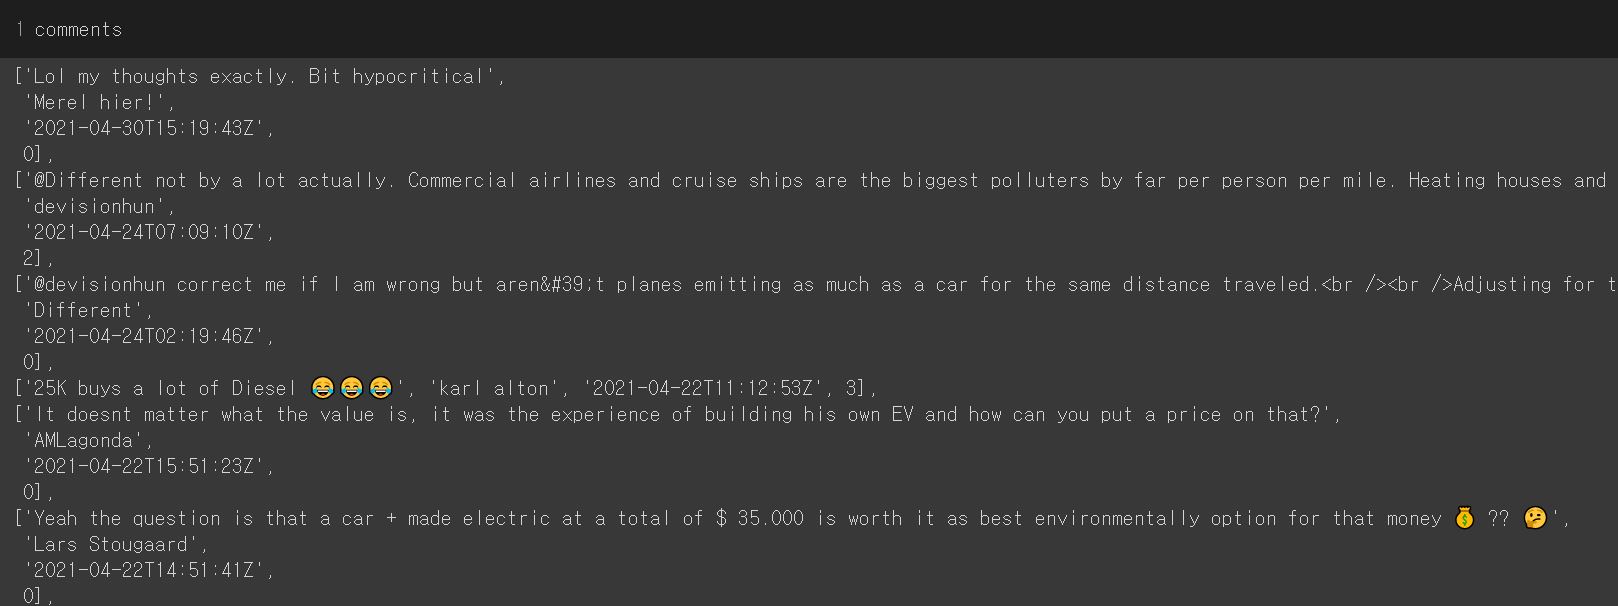 1 comments
['Lol my thoughts exactly. Bit hypocritical',
'Merel hier!',
'2021-04-30T15:19:43Z',
0],
['@Different not by a lot actually. Commercial airlines and cruise ships are the biggest polluters by far per person per mile. Heating houses and
'devisionhun',
'2021-04-24T07:09:10Z',
2],
['@devisionhun correct me if I am wrong but aren&#39;t planes emitting as much as a car for the same distance traveled.<br /><br />Adjusting for t
'Different',
'2021-04-24T02:19:46Z',
0],
['25K buys a lot of Diesel 😂😂😂', 'karl alton', '2021-04-22T11:12:53Z', 3],
['It doesnt matter what the value is, it was the experience of building his own EV and how can you put a price on that?',
'AMLagonda',
'2021-04-22T15:51:23Z',
0],
['Yeah the question is that a car + made electric at a total of $ 35.000 is worth it as best environmentally option for that money 💰 ?? 🤔',
'Lars Stougaard',
'2021-04-22T14:51:41Z',
0],